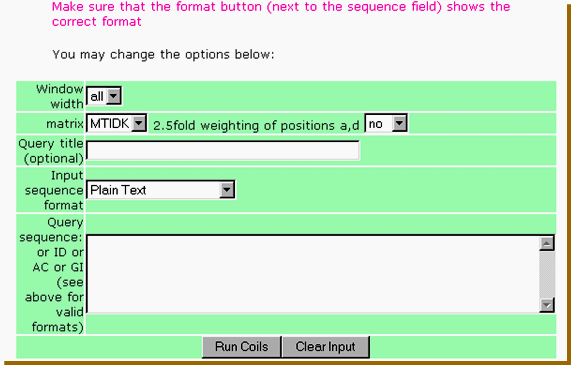 Make sure that the format button (next to the sequence field) shows the
correct format
You may change the options below:
Window
width all
matrix MTIDK 2.5fold weighting of positions a,d no
Query title
(optional)
Input
sequence Plain Text
format
Query
sequence:
or ID or
AC or GI
(see
above for
valid
formats)
Run Coils Clear Input